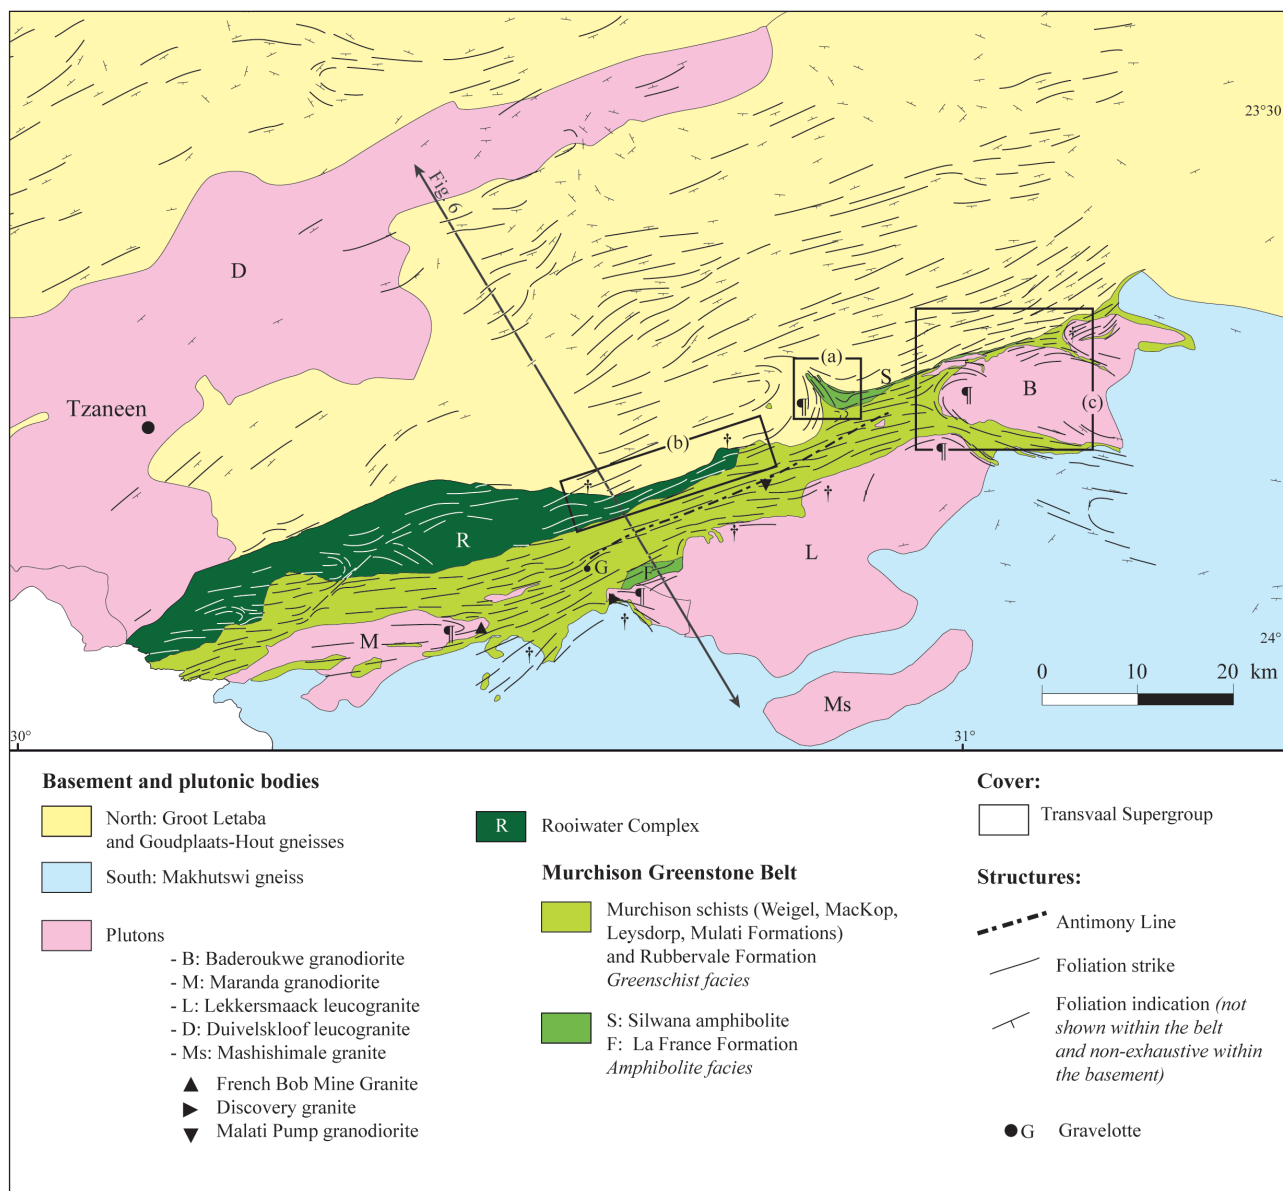 23°30
Fig. 6
D
(a)
S
Tzaneen
¶
¶
B
(c)
(b)
†
¶
†
†
R
†
L
G
F
¶
†
24°
M
¶
†
0 10 20 km
Ms
30°
31°
Basement and plutonic bodies
North: Groot Letaba
and Goudplaats-Hout gneisses
South: Makhutswi gneiss
Plutons
- B: Baderoukwe granodiorite
- M: Maranda granodiorite
- L: Lekkersmaack leucogranite
- D: Duivelskloof leucogranite
- Ms: Mashishimale granite
French Bob Mine Granite
Discovery granite
Malati Pump granodiorite
R Rooiwater Complex
Murchison Greenstone Belt
Murchison schists (Weigel, MacKop,
Leysdorp, Mulati Formations)
and Rubbervale Formation
Greenschist facies
S: Silwana amphibolite
F: La France Formation
Amphibolite facies
Cover:
Transvaal Supergroup
Structures:
Antimony Line
Foliation strike
Foliation indication (not
shown within the belt
and non-exhaustive within
the basement)
G Gravelotte